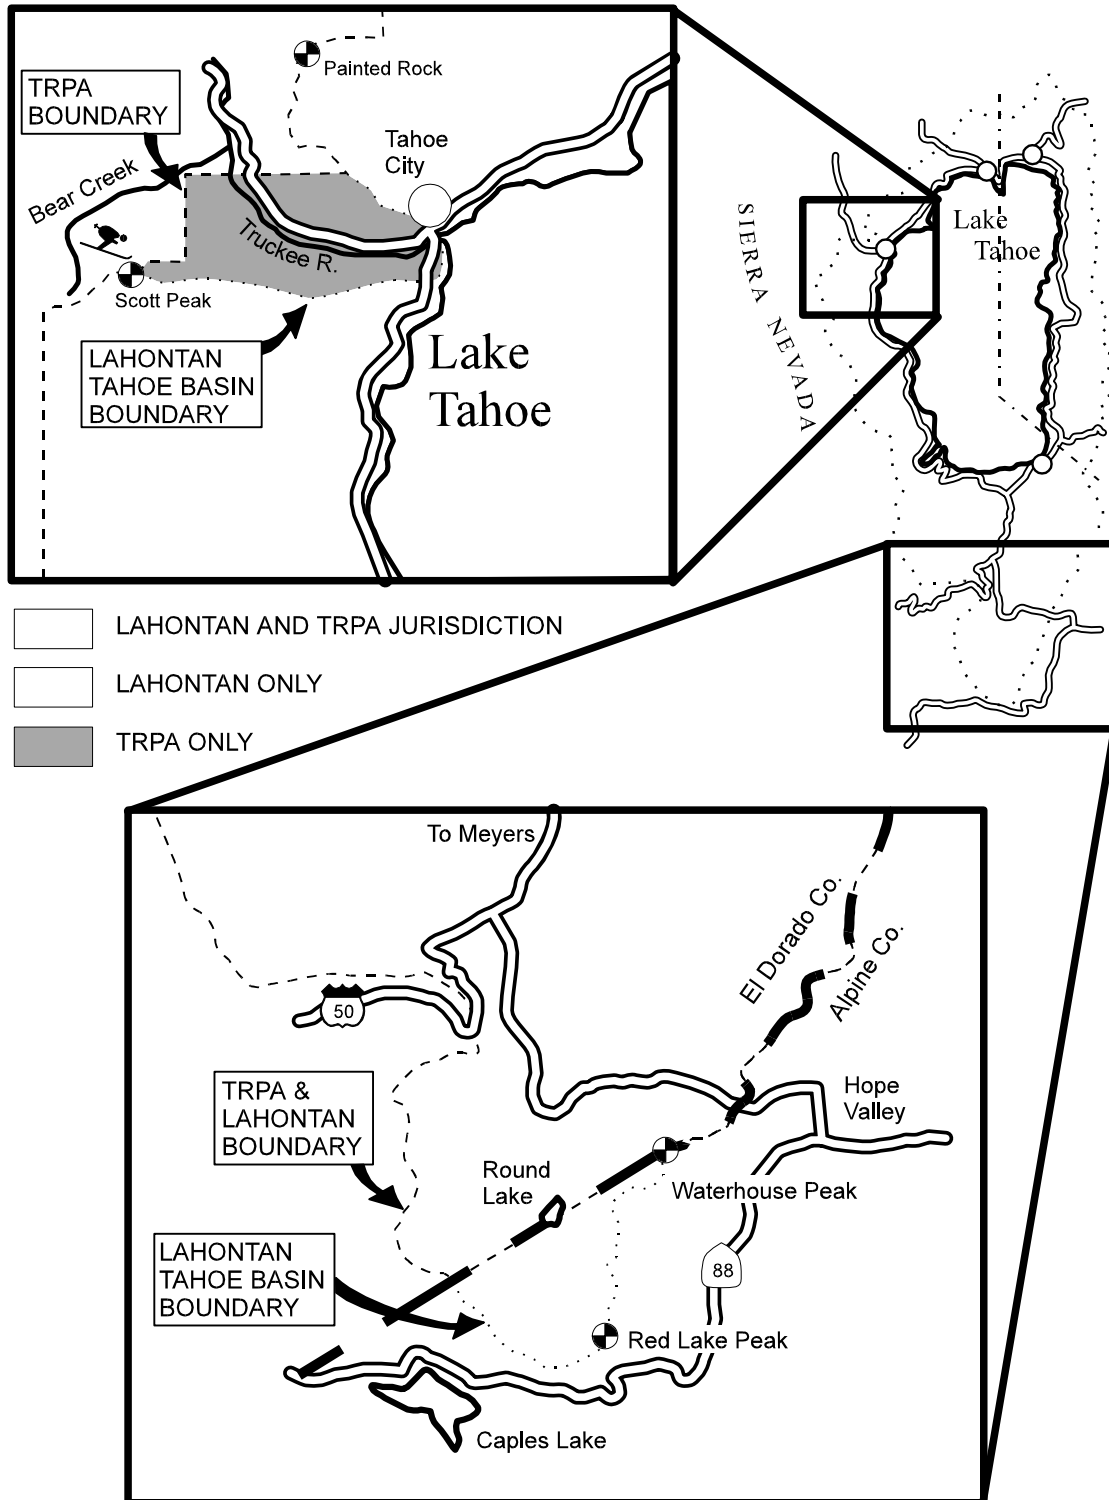 Painted Rock
TRPA
BOUNDARY
Tahoe
City
Bear Creek
Truckee R.
Scott Peak
LAHONTAN
TAHOE BASIN
BOUNDARY
Lake
Tahoe
SIERRA NEVADA
Lake
Tahoe
LAHONTAN AND TRPA JURISDICTION
LAHONTAN ONLY
TRPA ONLY
To Meyers
El Dorado Co.
Alpine Co.
50
TRPA &
LAHONTAN
BOUNDARY
Hope
Valley
Round
Lake
Waterhouse Peak
LAHONTAN
TAHOE BASIN
BOUNDARY
88
Red Lake Peak
Caples Lake